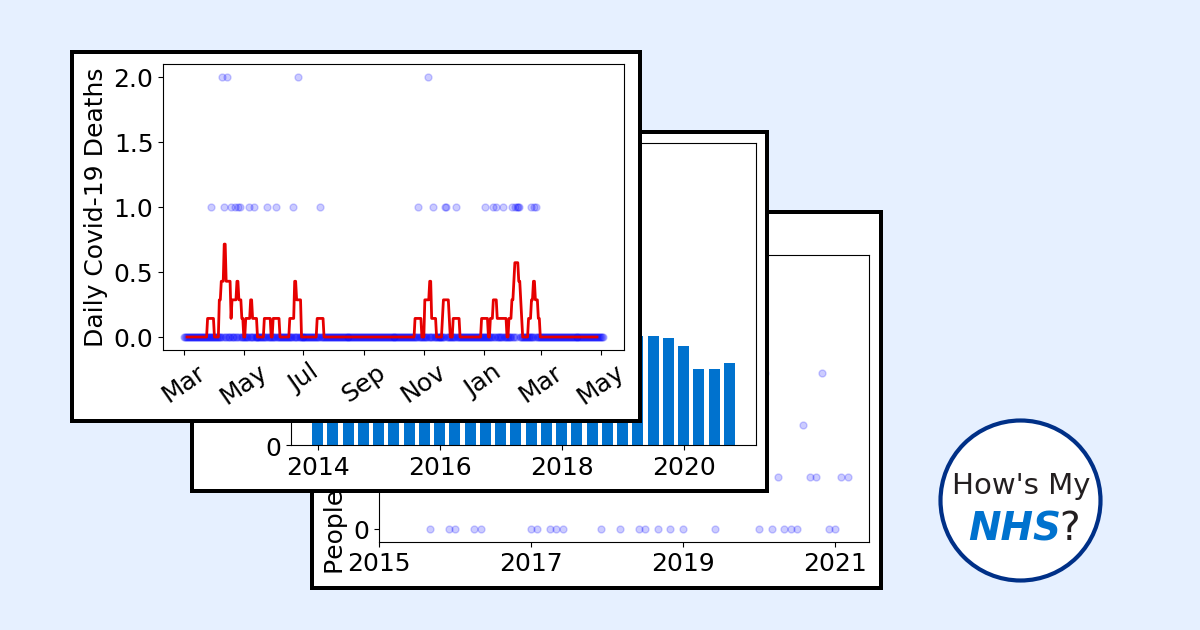 Daily Covid-19 Deaths
2.0
1.5
1.0
0.5
0.0
Mar May Jul Sep Nov Jan Mar May
0
2014 2016 2018 2020
People
0
2015 2017 2019 2021
How's My
NHS?